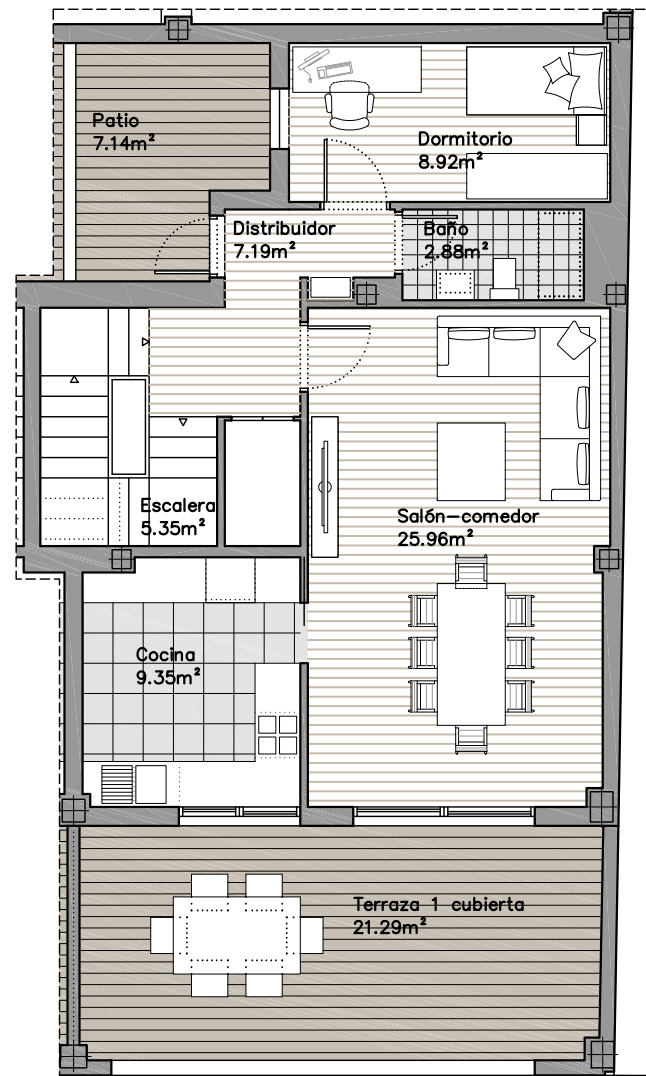 Patio
7.14m²
Dormitorio
8.92m²
Distribuidor
7.19m²
Baño
2.88m²
Escalera
5.35m²
Salón-comedor
25.96m²
Cocina
9.35m²
Terraza 1 cubierta
21.29m²